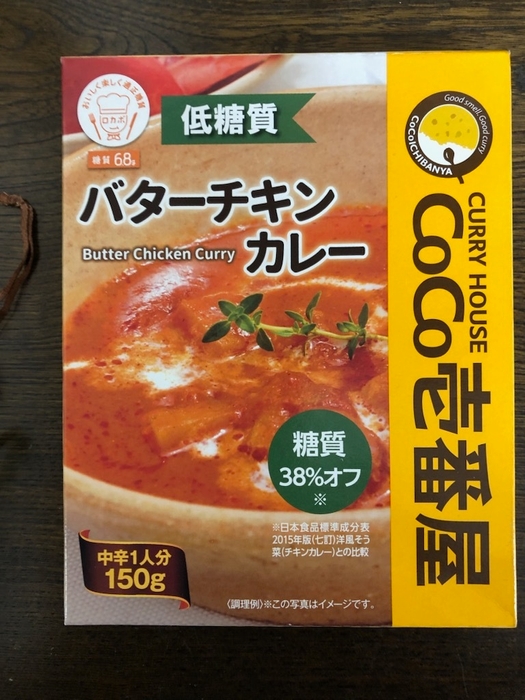 おいしく楽しく適正糖質
ロカボ
糖質 6.8g
低糖質
バターチキン
カレー
Butter Chicken Curry
糖質
38%オフ
※
※日本食品標準成分表
2015年版(七訂)洋風そう
菜(チキンカレー)との比較
中辛1人分
150g
〈調理例〉※この写真はイメージです。
Good smell, Good curry
CoCoICHIBANYA
CURRY HOUSE
CoCo壱番屋